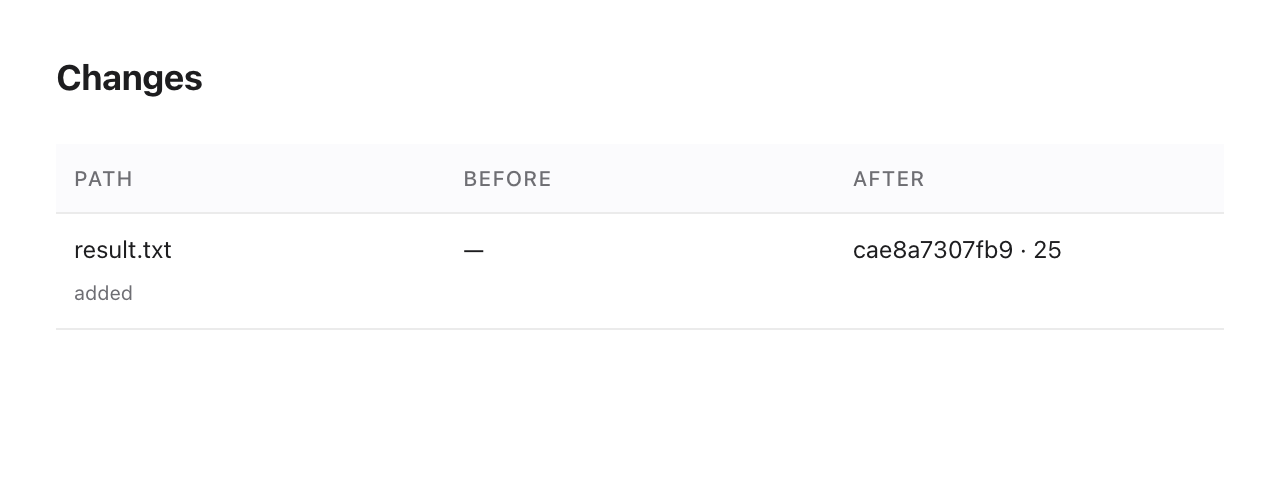 Changes
PATH BEFORE AFTER
result.txt — cae8a7307fb9 · 25
added